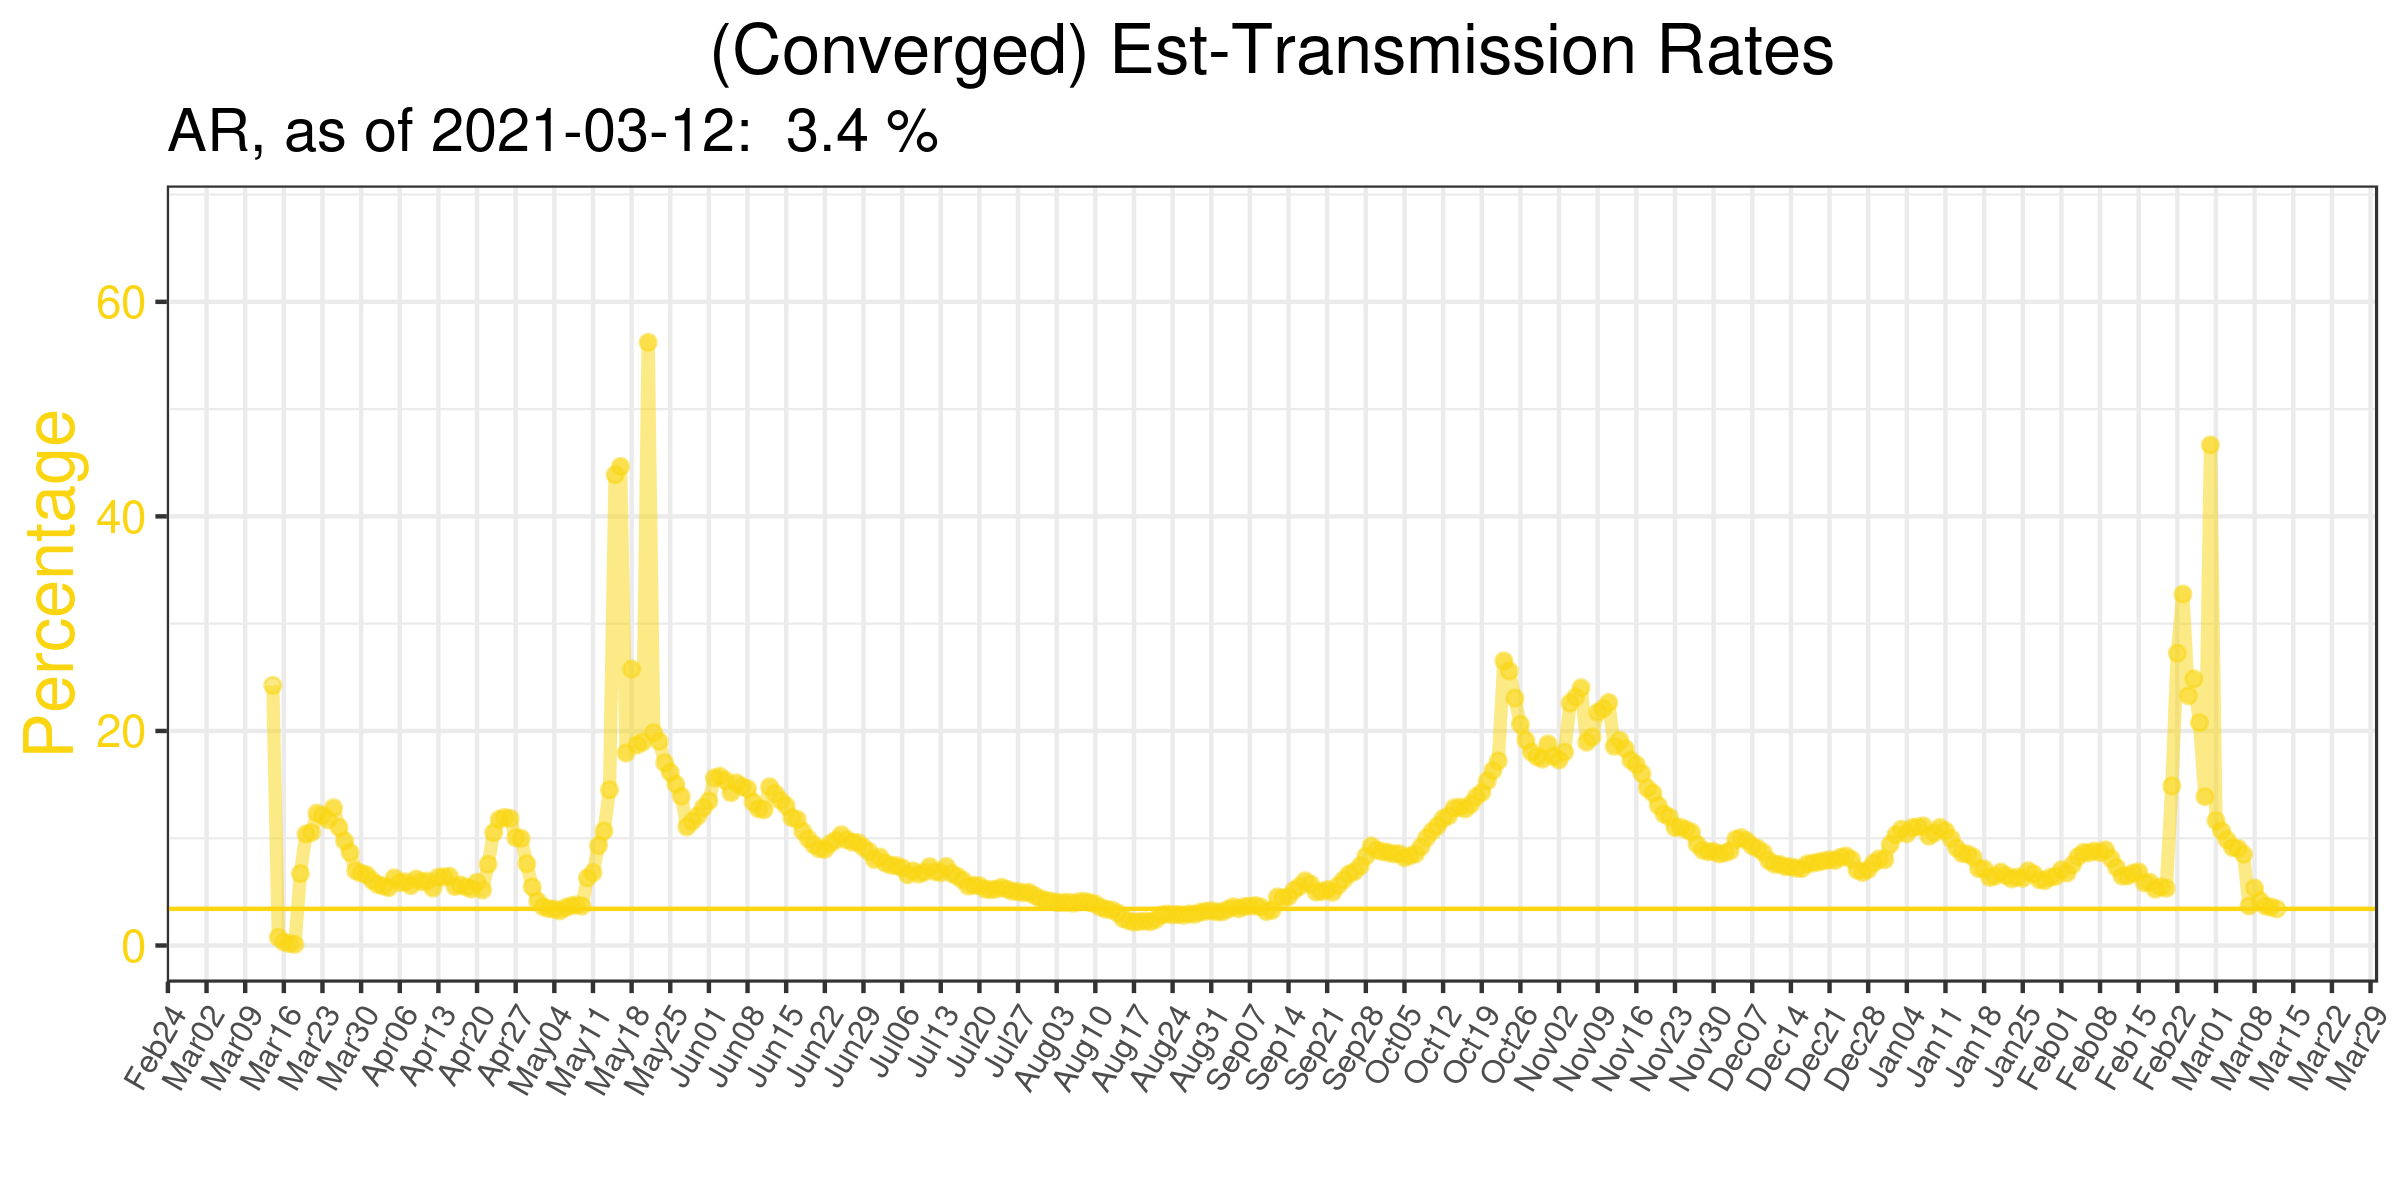 (Converged) Est-Transmission Rates
AR, as of 2021-03-12:  3.4 %
Percentage
60
40
20
0
Feb24
Mar02
Mar09
Mar16
Mar23
Mar30
Apr06
Apr13
Apr20
Apr27
May04
May11
May18
May25
Jun01
Jun08
Jun15
Jun22
Jun29
Jul06
Jul13
Jul20
Jul27
Aug03
Aug10
Aug17
Aug24
Aug31
Sep07
Sep14
Sep21
Sep28
Oct05
Oct12
Oct19
Oct26
Nov02
Nov09
Nov16
Nov23
Nov30
Dec07
Dec14
Dec21
Dec28
Jan04
Jan11
Jan18
Jan25
Feb01
Feb08
Feb15
Feb22
Mar01
Mar08
Mar15
Mar22
Mar29